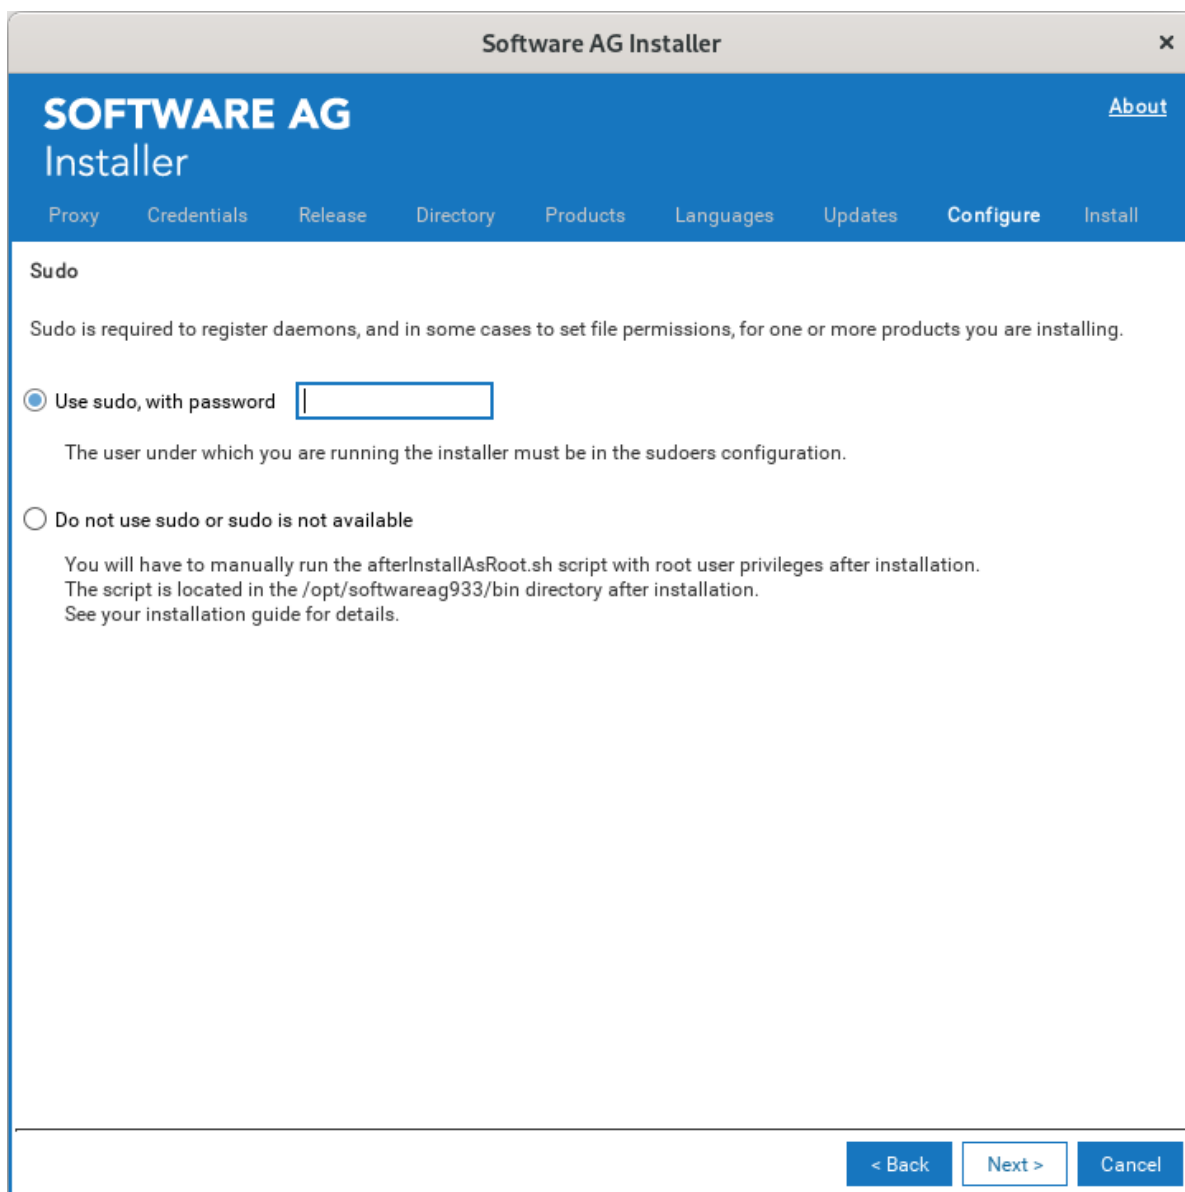 Software AG Installer ×
SOFTWARE AG
Installer
About
Proxy Credentials Release Directory Products Languages Updates Configure Install
Sudo
Sudo is required to register daemons, and in some cases to set file permissions, for one or more products you are installing.
Use sudo, with password
The user under which you are running the installer must be in the sudoers configuration.
Do not use sudo or sudo is not available
You will have to manually run the afterInstallAsRoot.sh script with root user privileges after installation.
The script is located in the /opt/softwareag933/bin directory after installation.
See your installation guide for details.
< Back Next > Cancel